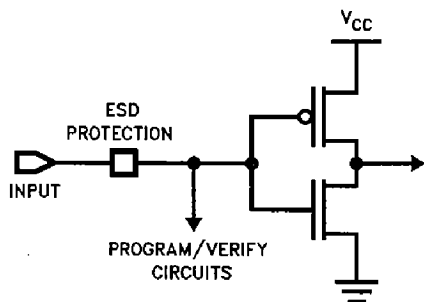 VCC
ESD
PROTECTION
INPUT
PROGRAM/VERIFY
CIRCUITS